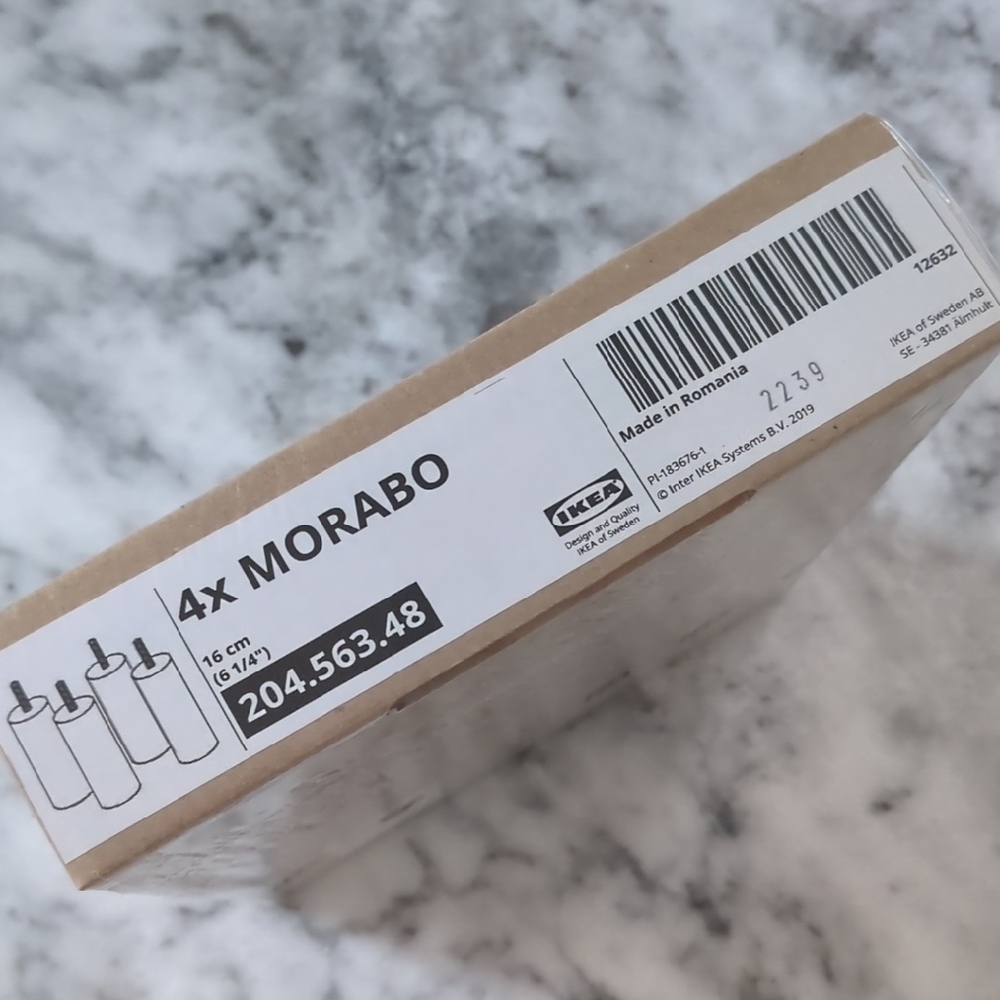 4x MORABO
16 cm
(6 1/4")
204.563.48
IKEA
Design and Quality
IKEA of Sweden
12632
Made in Romania
2239
PI-183676-1
© Inter IKEA Systems B.V. 2019
IKEA of Sweden AB
SE - 34381 Älmhult